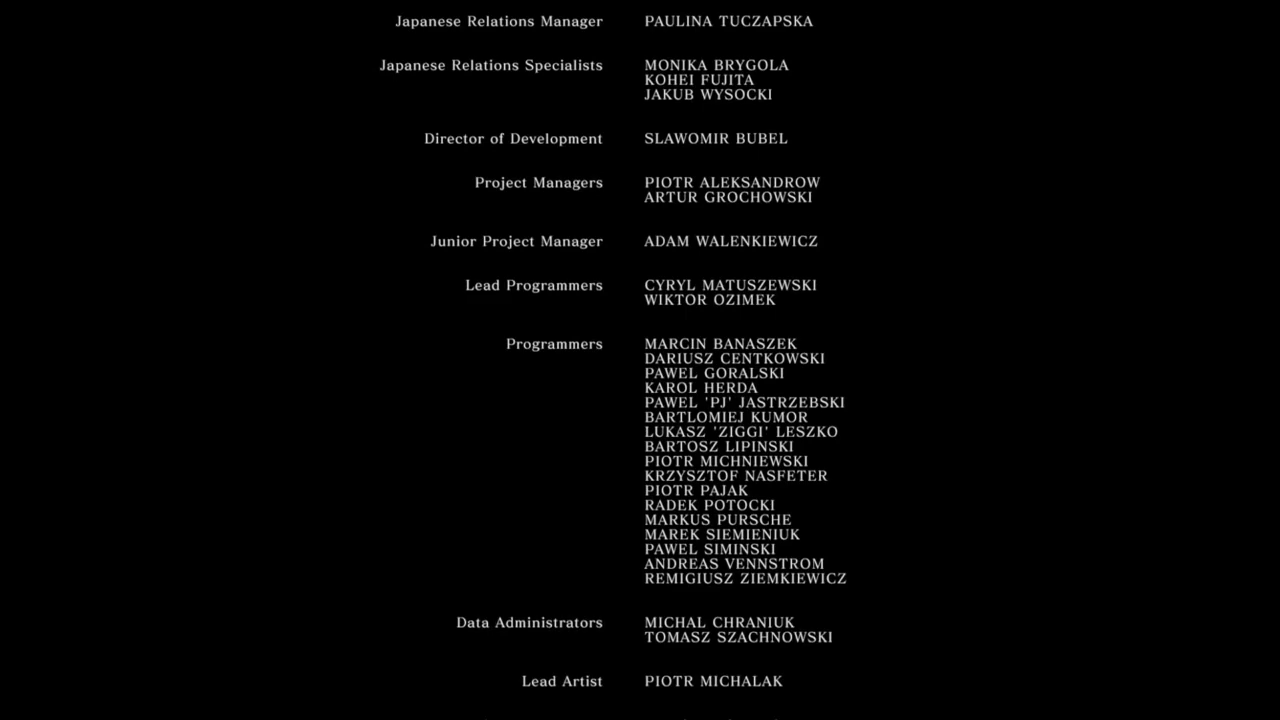 Japanese Relations Manager PAULINA TUCZAPSKA
Japanese Relations Specialists MONIKA BRYGOLA
KOHEI FUJITA
JAKUB WYSOCKI
Director of Development SLAWOMIR BUBEL
Project Managers PIOTR ALEKSANDROW
ARTUR GROCHOWSKI
Junior Project Manager ADAM WALENKIEWICZ
Lead Programmers CYRYL MATUSZEWSKI
WIKTOR OZIMEK
Programmers MARCIN BANASZEK
DARIUSZ CENTKOWSKI
PAWEL GORALSKI
KAROL HERDA
PAWEL 'PJ' JASTRZEBSKI
BARTLOMIEJ KUMOR
LUKASZ 'ZIGGI' LESZKO
BARTOSZ LIPINSKI
PIOTR MICHNIEWSKI
KRZYSZTOF NASFETER
PIOTR PAJAK
RADEK POTOCKI
MARKUS PURSCHE
MAREK SIEMIENIUK
PAWEL SIMINSKI
ANDREAS VENNSTROM
REMIGIUSZ ZIEMKIEWICZ
Data Administrators MICHAL CHRANIUK
TOMASZ SZACHNOWSKI
Lead Artist PIOTR MICHALAK